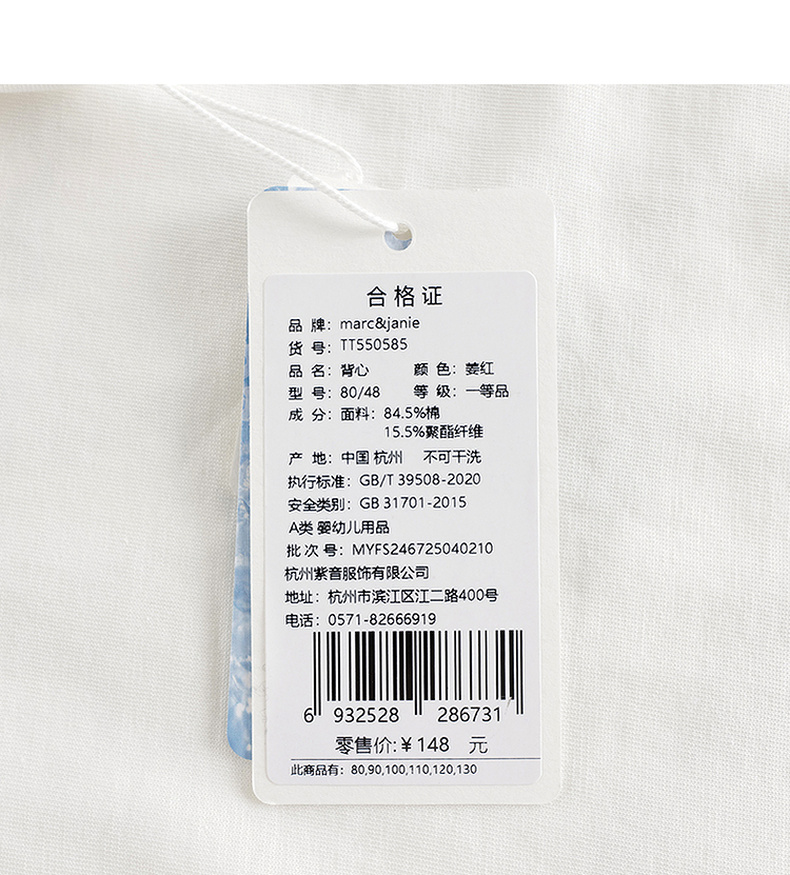 合格证
品 牌: marc&janie
货 号: TT550585
品 名: 背心 颜 色: 姜红
型 号: 80/48 等 级: 一等品
成 分: 面料: 84.5%棉
15.5%聚酯纤维
产 地: 中国 杭州 不可干洗
执行标准: GB/T 39508-2020
安全类别: GB 31701-2015
A类 婴幼儿用品
批 次 号: MYFS246725040210
杭州紫音服饰有限公司
地址: 杭州市滨江区江二路400号
电话: 0571-82666919
6 932528 286731
零售价:¥148 元
此商品有: 80,90,100,110,120,130